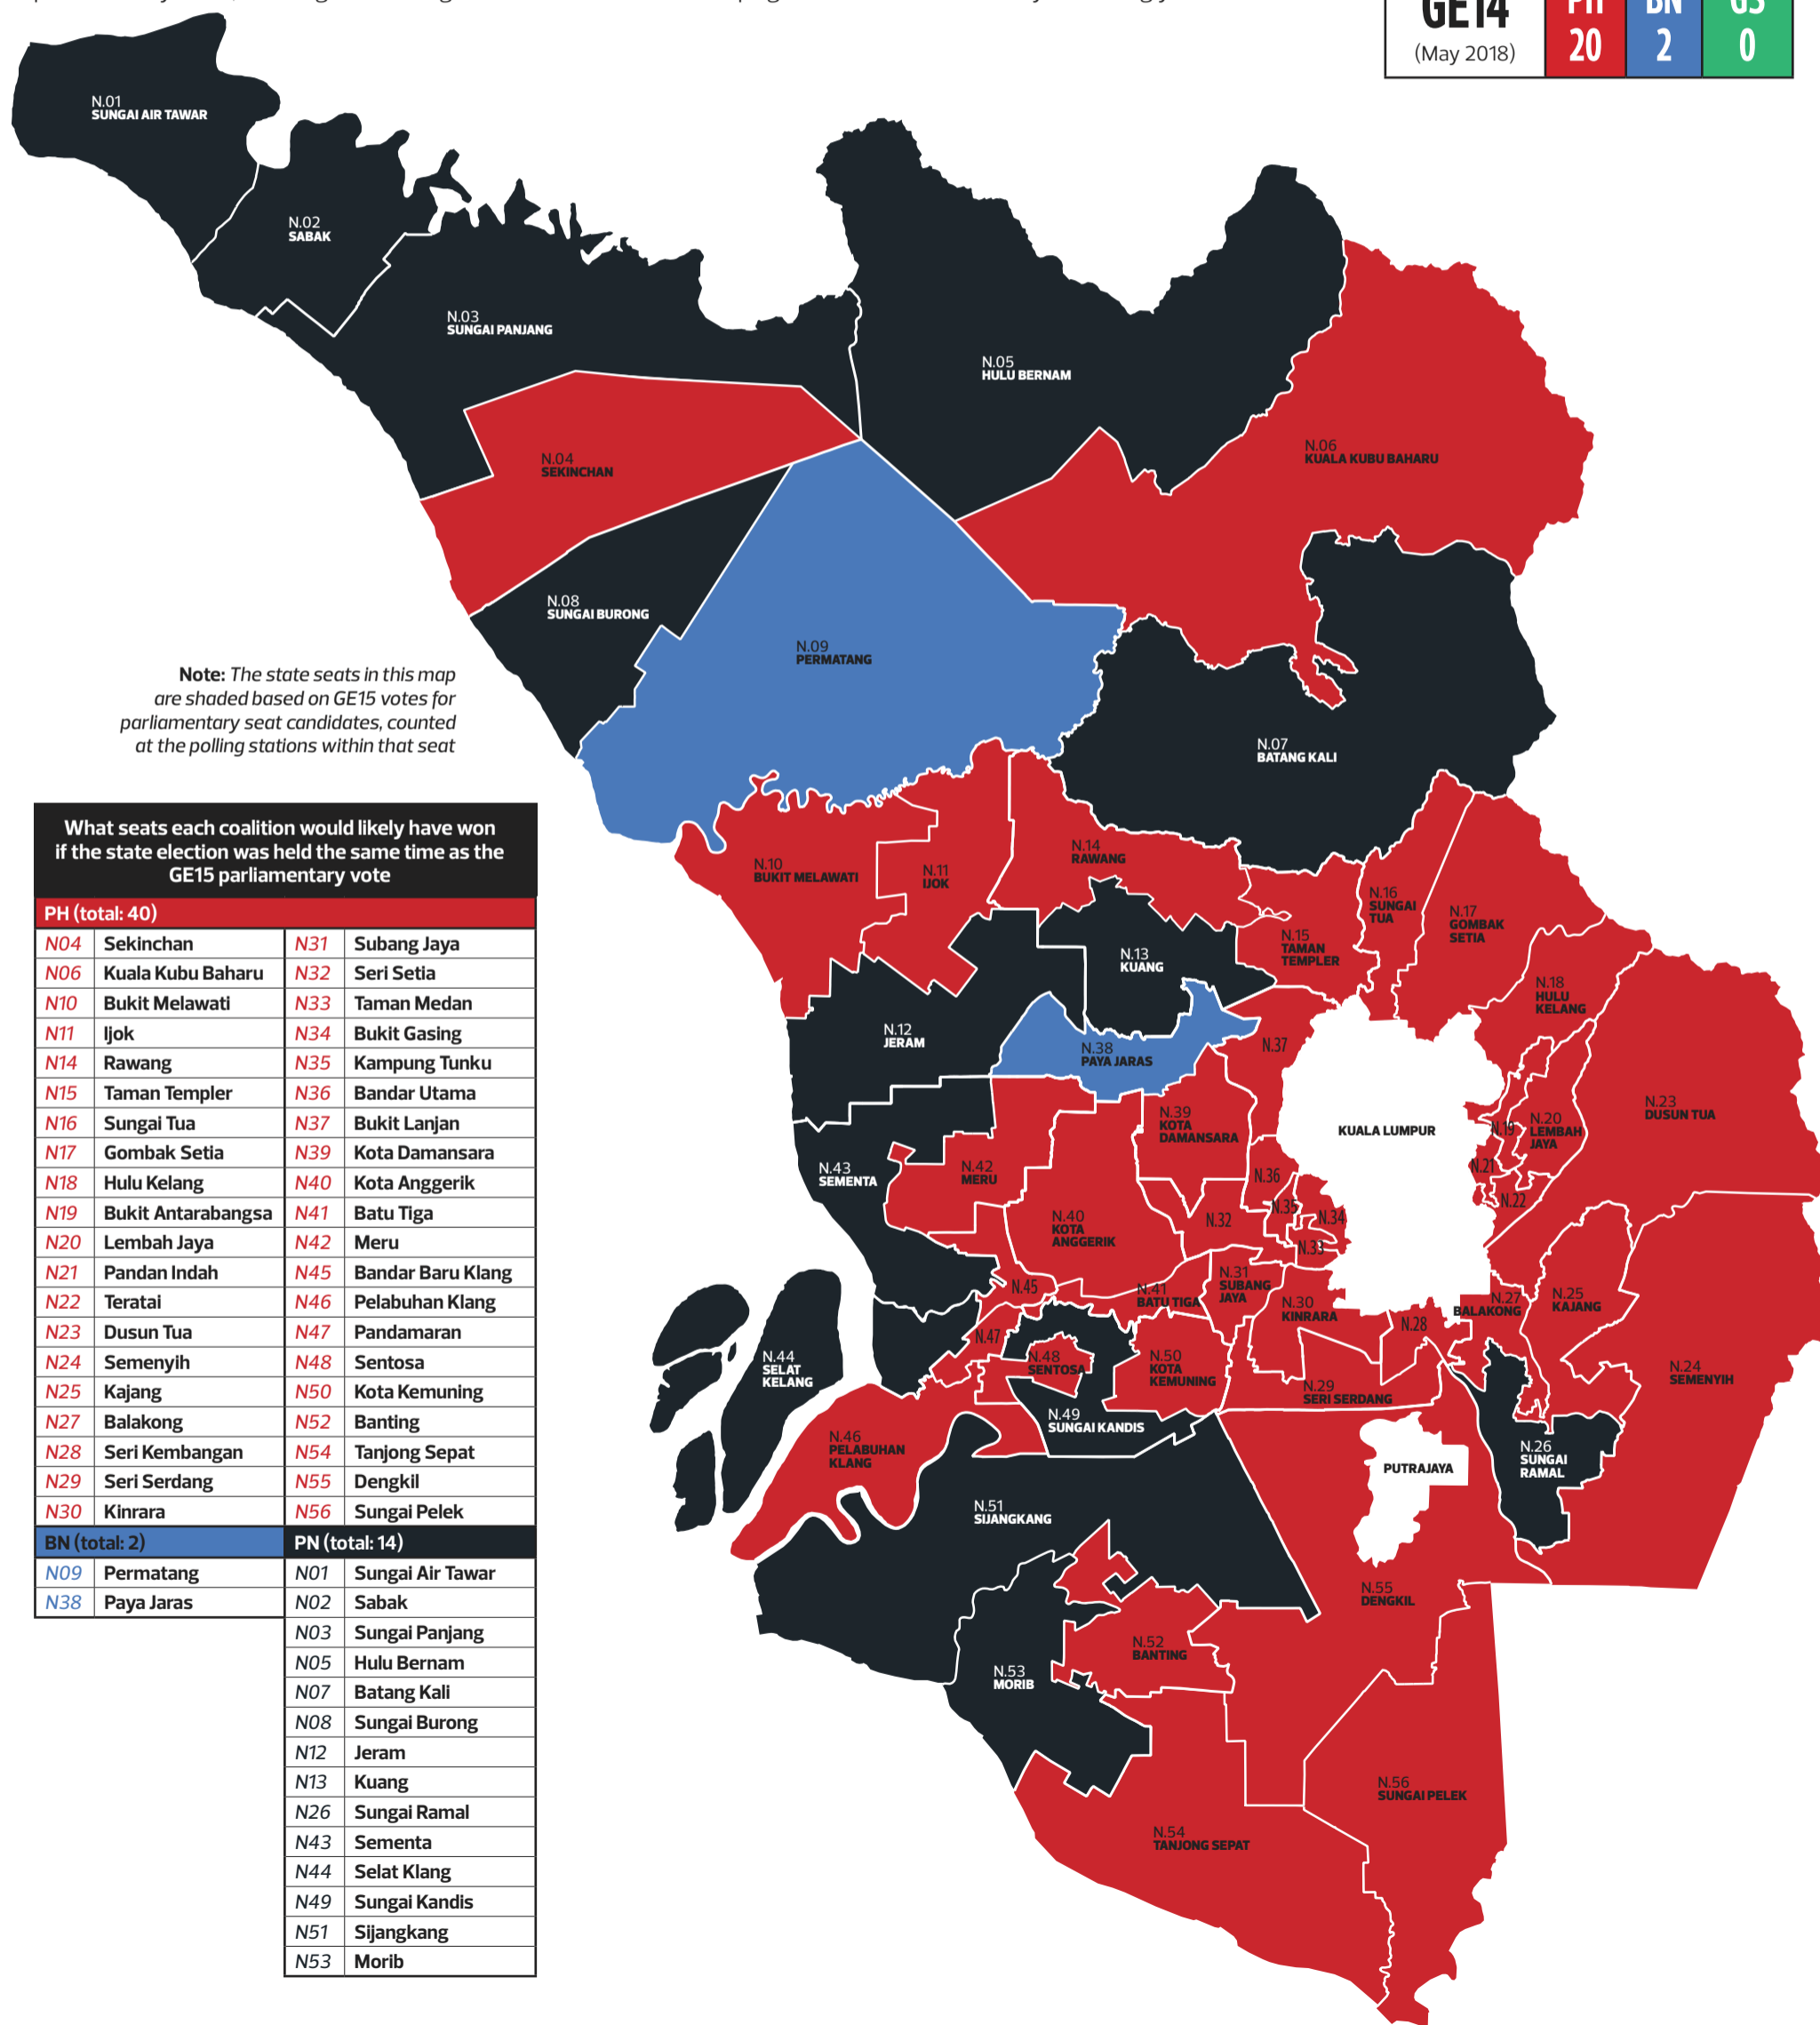 GE14
(May 2018)
PH
20
BN
2
GS
0
N.01
SUNGAI AIR TAWAR
N.02
SABAK
N.03
SUNGAI PANJANG
N.05
HULU BERNAM
N.04
SEKINCHAN
N.06
KUALA KUBU BAHARU
N.08
SUNGAI BURONG
N.09
PERMATANG
N.07
BATANG KALI
Note: The state seats in this map
are shaded based on GE15 votes for
parliamentary seat candidates, counted
at the polling stations within that seat
N.10
BUKIT MELAWATI
N.11
IJOK
N.14
RAWANG
N.16
SUNGAI
TUA
N.17
GOMBAK
SETIA
N.15
TAMAN
TEMPLER
N.13
KUANG
N.18
HULU
KELANG
N.12
JERAM
N.38
PAYA JARAS
N.37
N.39
KOTA
DAMANSARA
KUALA LUMPUR
N.19
N.20
LEMBAH
JAYA
N.23
DUSUN TUA
N.43
SEMENTA
N.42
MERU
N.36
N.21
N.22
N.35
N.34
N.33
N.32
N.40
KOTA
ANGGERIK
N.45
N.41
BATU TIGA
N.31
SUBANG
JAYA
N.30
KINRARA
N.28
N.27
BALAKONG
N.25
KAJANG
N.47
N.44
SELAT
KELANG
N.48
SENTOSA
N.50
KOTA
KEMUNING
N.29
SERI SERDANG
N.24
SEMENYIH
N.49
SUNGAI KANDIS
N.46
PELABUHAN
KLANG
PUTRAJAYA
N.26
SUNGAI
RAMAL
N.51
SIJANGKANG
N.55
DENGKIL
N.52
BANTING
N.53
MORIB
N.56
SUNGAI PELEK
N.54
TANJONG SEPAT
What seats each coalition would likely have won
if the state election was held the same time as the
GE15 parliamentary vote
PH (total: 40)
N04 Sekinchan N31 Subang Jaya
N06 Kuala Kubu Baharu N32 Seri Setia
N10 Bukit Melawati N33 Taman Medan
N11 Ijok N34 Bukit Gasing
N14 Rawang N35 Kampung Tunku
N15 Taman Templer N36 Bandar Utama
N16 Sungai Tua N37 Bukit Lanjan
N17 Gombak Setia N39 Kota Damansara
N18 Hulu Kelang N40 Kota Anggerik
N19 Bukit Antarabangsa N41 Batu Tiga
N20 Lembah Jaya N42 Meru
N21 Pandan Indah N45 Bandar Baru Klang
N22 Teratai N46 Pelabuhan Klang
N23 Dusun Tua N47 Pandamaran
N24 Semenyih N48 Sentosa
N25 Kajang N50 Kota Kemuning
N27 Balakong N52 Banting
N28 Seri Kembangan N54 Tanjong Sepat
N29 Seri Serdang N55 Dengkil
N30 Kinrara N56 Sungai Pelek
BN (total: 2) PN (total: 14)
N09 Permatang N01 Sungai Air Tawar
N38 Paya Jaras N02 Sabak
N03 Sungai Panjang
N05 Hulu Bernam
N07 Batang Kali
N08 Sungai Burong
N12 Jeram
N13 Kuang
N26 Sungai Ramal
N43 Sementa
N44 Selat Klang
N49 Sungai Kandis
N51 Sijangkang
N53 Morib